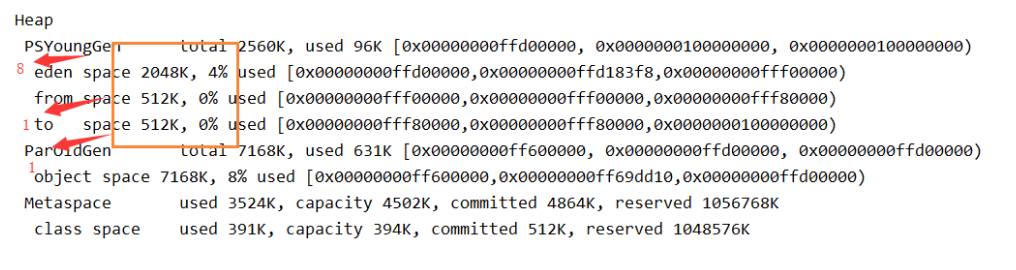 Heap
PSYoungGen total 2560K, used 96K [0x00000000ffd00000, 0x0000000100000000, 0x0000000100000000)
8
eden space 2048K, 4% used [0x00000000ffd00000,0x00000000ffd183f8,0x00000000fff00000)
from space 512K, 0% used [0x00000000fff00000,0x00000000fff00000,0x00000000fff80000)
1
to space 512K, 0% used [0x00000000fff80000,0x00000000fff80000,0x0000000100000000)
ParOldGen total 7168K, used 631K [0x00000000ff600000, 0x00000000ffd00000, 0x00000000ffd00000)
1
object space 7168K, 8% used [0x00000000ff600000,0x00000000ff69dd10,0x00000000ffd00000)
Metaspace used 3524K, capacity 4502K, committed 4864K, reserved 1056768K
class space used 391K, capacity 394K, committed 512K, reserved 1048576K